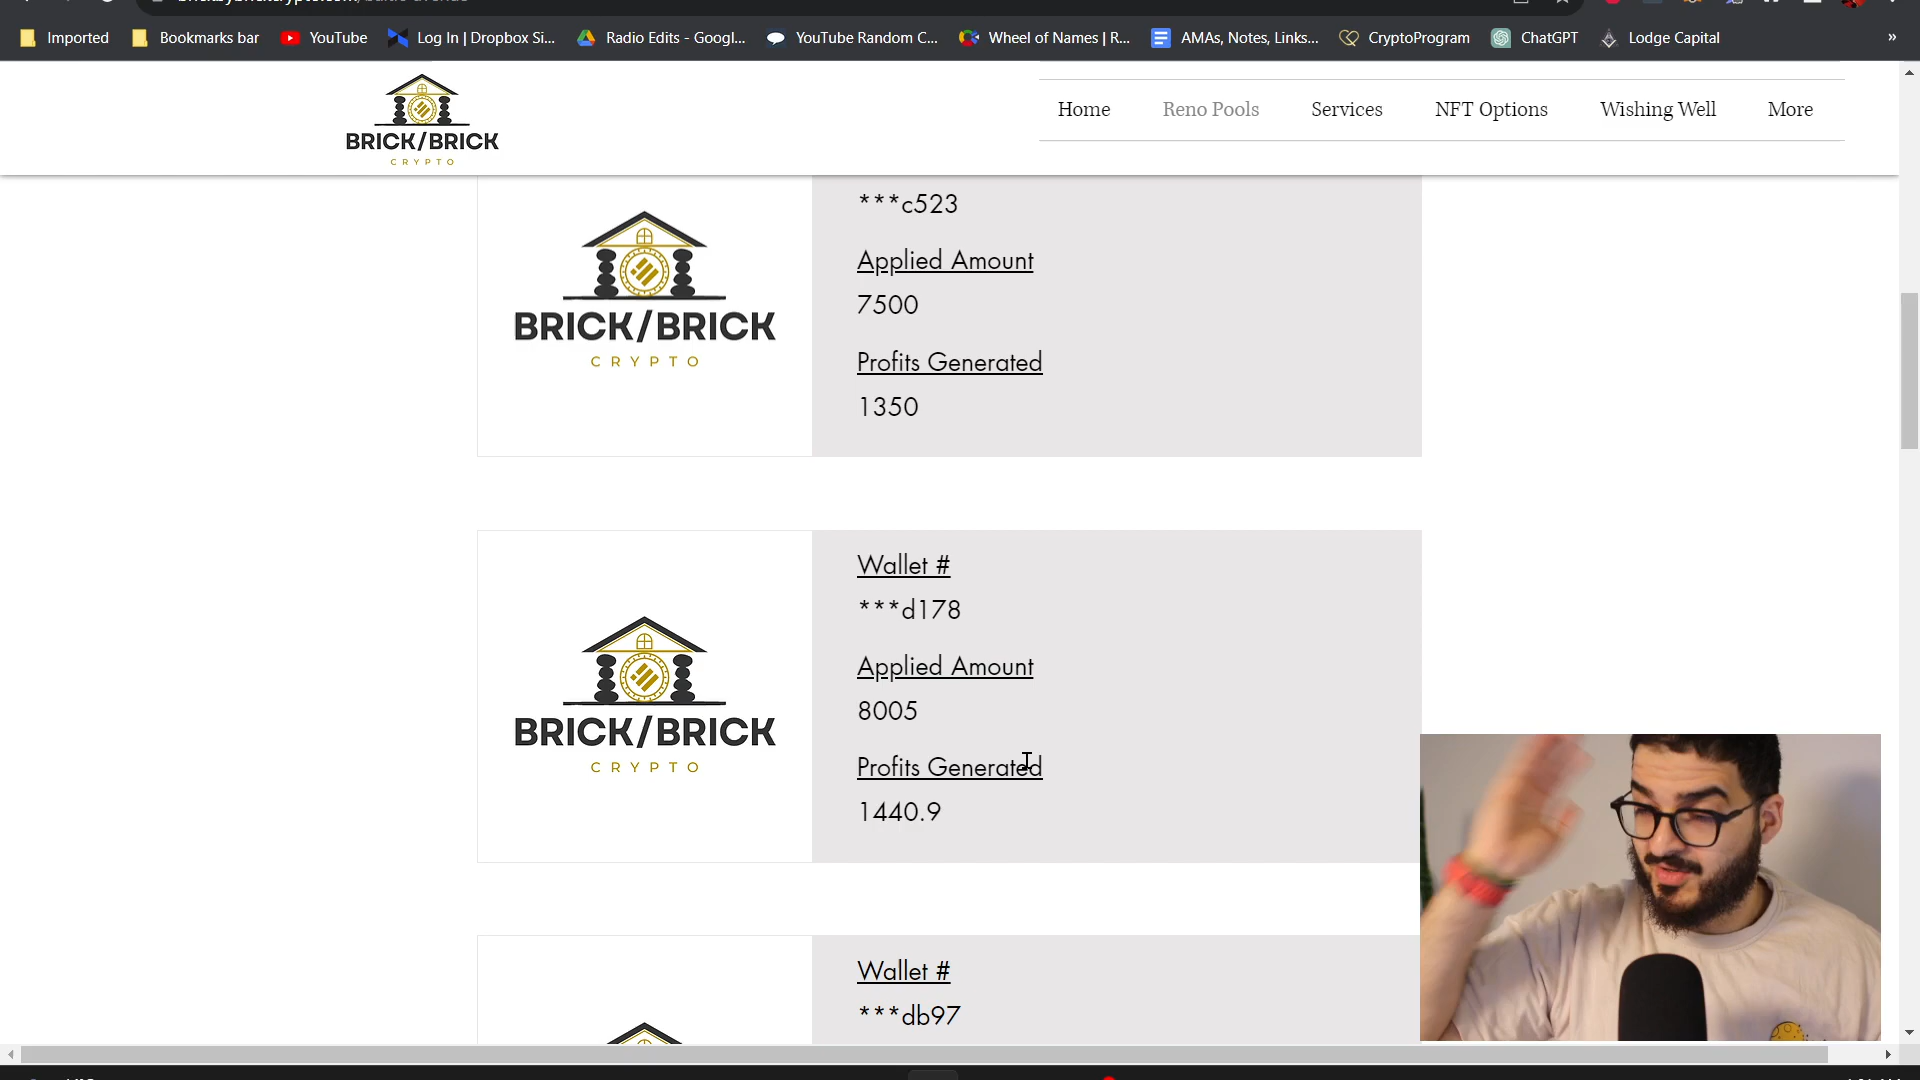 Imported
Bookmarks bar
YouTube
Log In | Dropbox Si...
Radio Edits - Googl...
YouTube Random C...
Wheel of Names | R...
AMAs, Notes, Links...
CryptoProgram
ChatGPT
Lodge Capital
»
BRICK/BRICK
CRYPTO
Home
Reno Pools
Services
NFT Options
Wishing Well
More
BRICK/BRICK
CRYPTO
***c523
Applied Amount
7500
Profits Generated
1350
BRICK/BRICK
CRYPTO
Wallet #
***d178
Applied Amount
8005
Profits Generated
1440.9
Wallet #
***db97